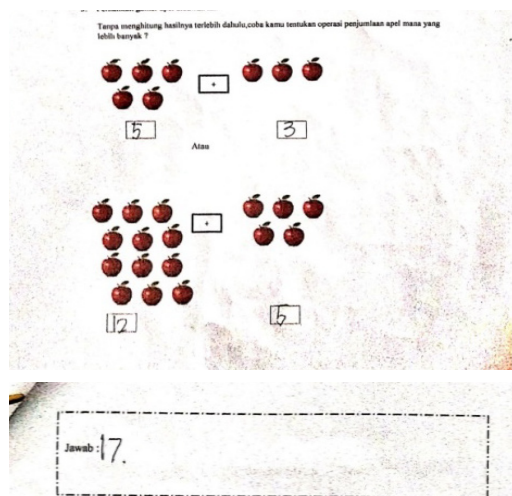 Tanpa menghitung hasilnya terlebih dahulu,coba kamu tentukan operasi penjumlaan apel mana yang
lebih banyak ?
+
5 3
Atau
+
12 5
Jawab : 17.